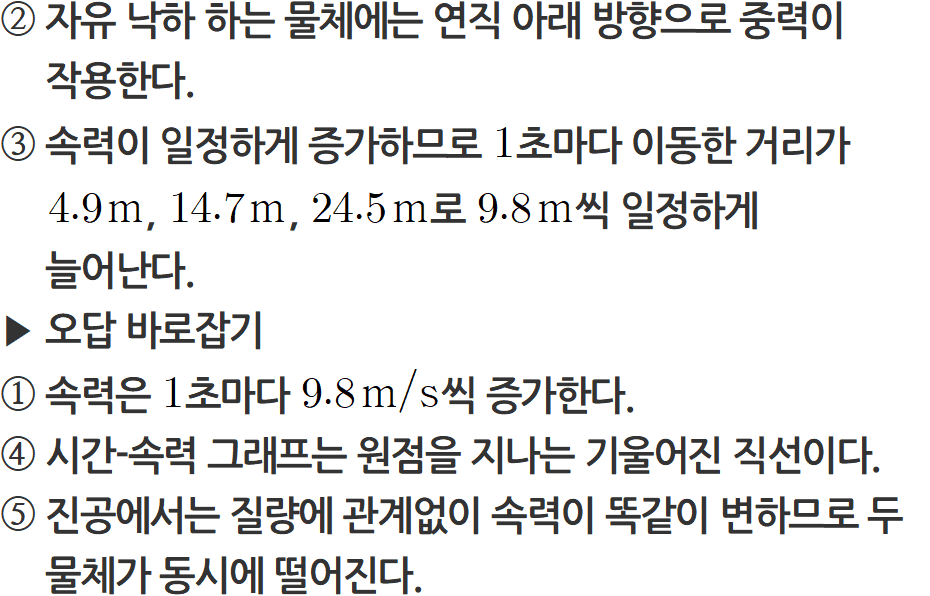 ② 자유 낙하 하는 물체에는 연직 아래 방향으로 중력이
작용한다.
③ 속력이 일정하게 증가하므로 1초마다 이동한 거리가
4.9m, 14.7m, 24.5m로 9.8m씩 일정하게
늘어난다.
▶ 오답 바로잡기
① 속력은 1초마다 9.8m/s씩 증가한다.
④ 시간-속력 그래프는 원점을 지나는 기울어진 직선이다.
⑤ 진공에서는 질량에 관계없이 속력이 똑같이 변하므로 두
물체가 동시에 떨어진다.